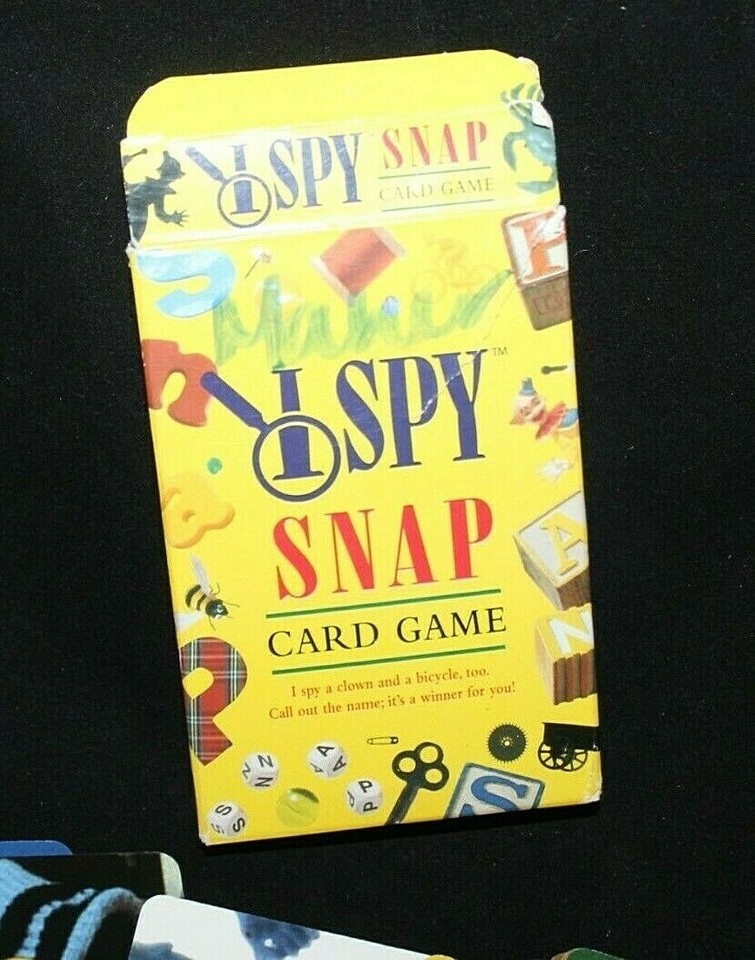 I SPY SNAP
CARD GAME
I SPY™
SNAP
CARD GAME
I spy a clown and a bicycle, too.
Call out the name; it's a winner for you!
S
N
A
P
P
A
N
S
N
Z
A
A
P
P
S
S
S